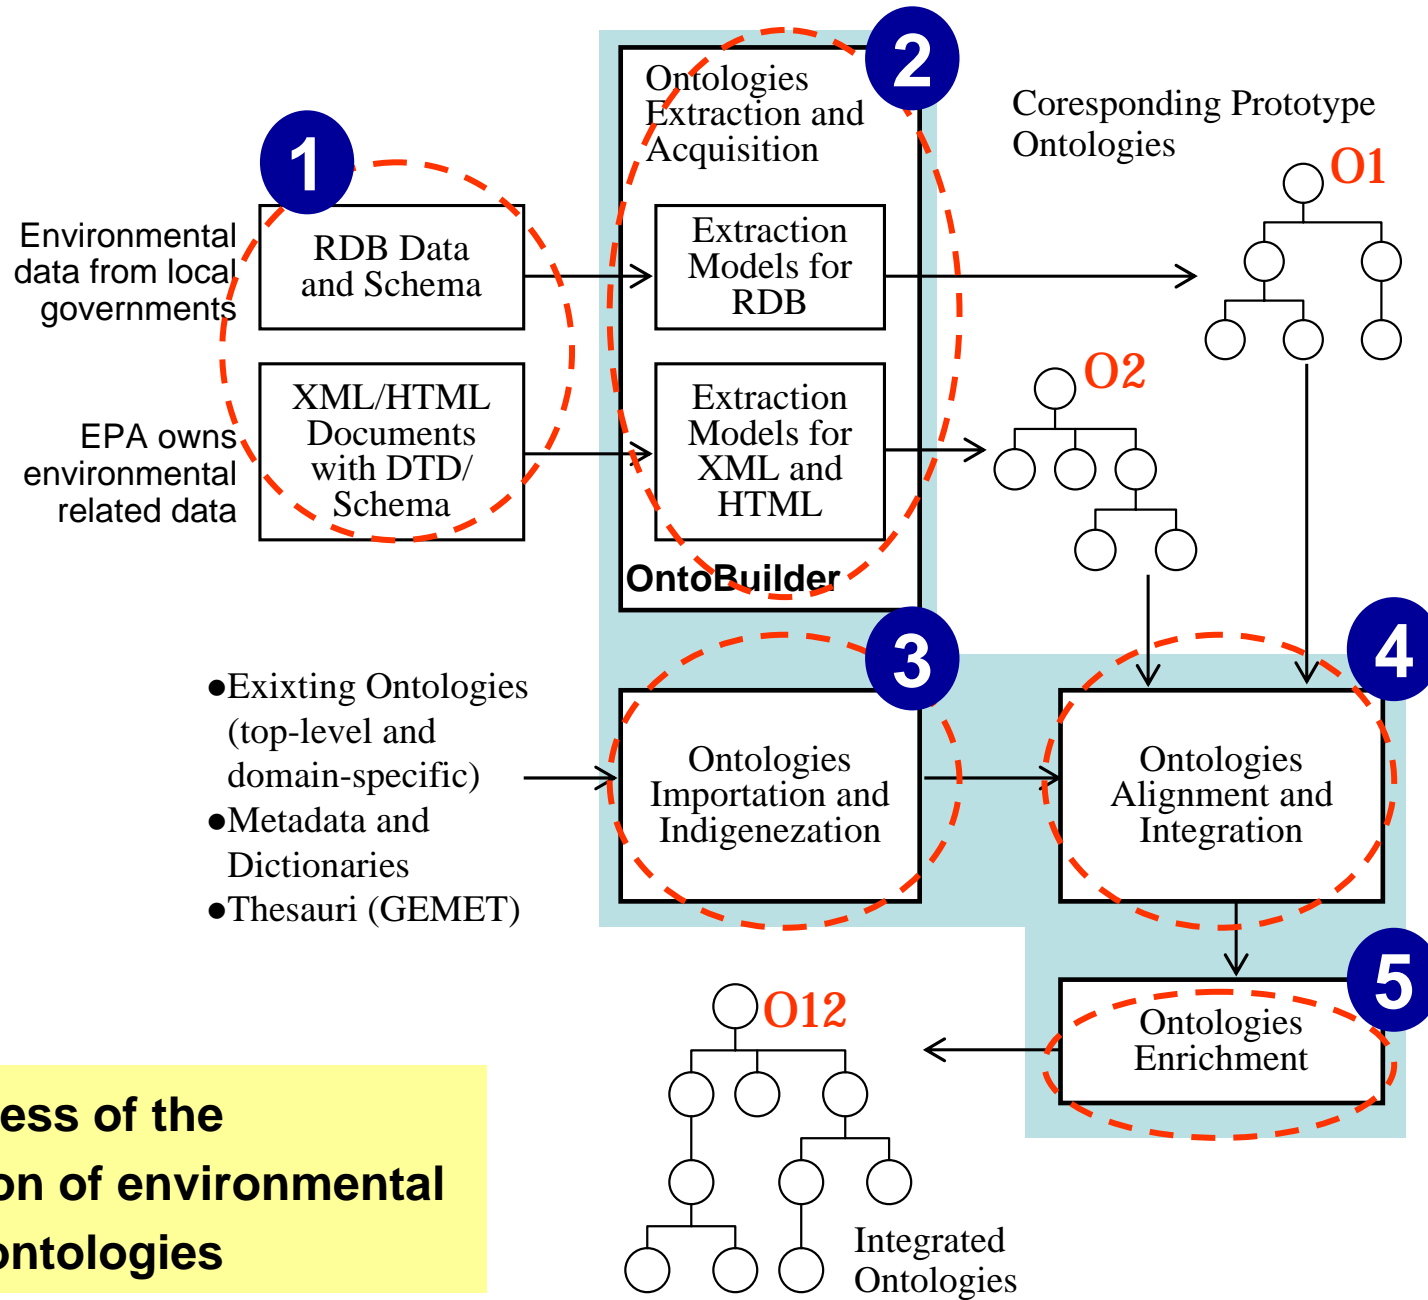 1
2
Ontologies
Extraction and
Acquisition
Coresponding Prototype
Ontologies
O1
Environmental
data from local
governments
RDB Data
and Schema
Extraction
Models for
RDB
O2
EPA owns
environmental
related data
XML/HTML
Documents
with DTD/
Schema
Extraction
Models for
XML and
HTML
OntoBuilder
3
4
●Exixting Ontologies
(top-level and
domain-specific)
●Metadata and
Dictionaries
●Thesauri (GEMET)
Ontologies
Importation and
Indigenezation
Ontologies
Alignment and
Integration
5
Ontologies
Enrichment
O12
Integrated
Ontologies
ess of the
on of environmental
ontologies